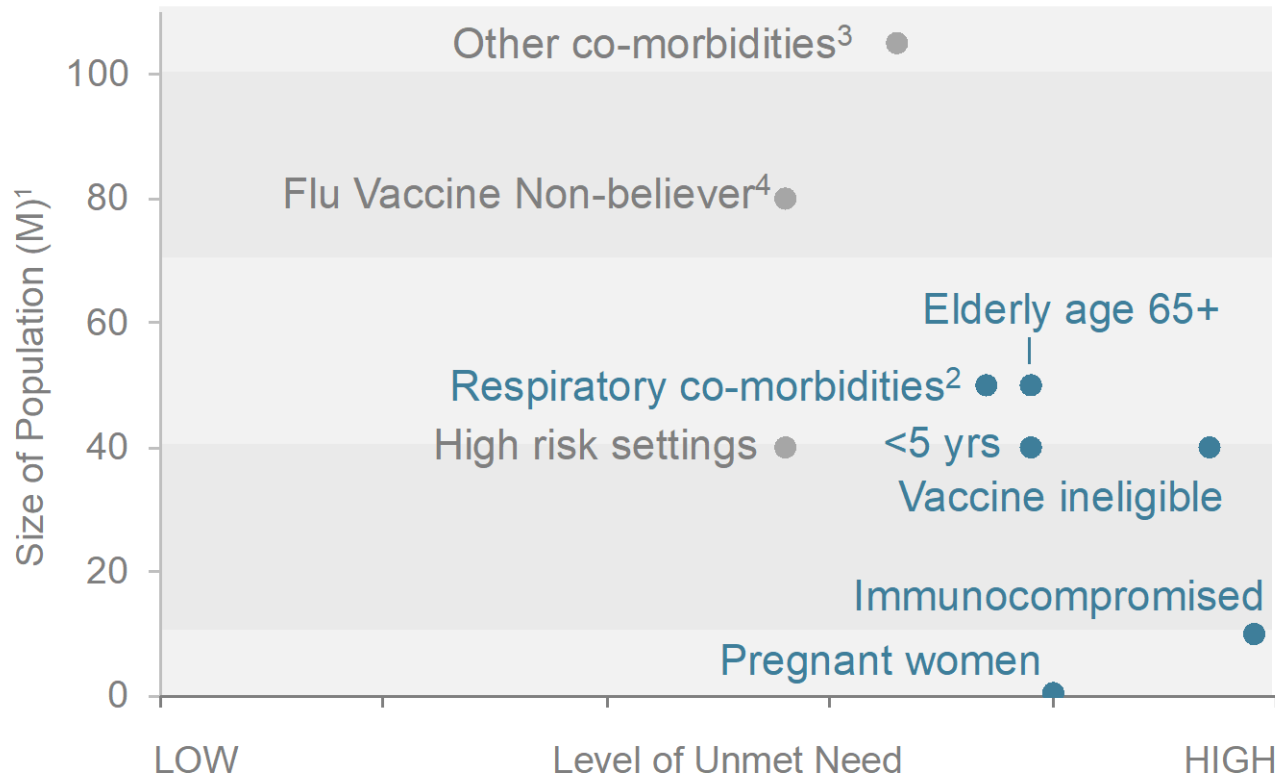 Other co-morbidities³
100
Flu Vaccine Non-believer⁴
80
Size of Population (M)¹
60
Elderly age 65+
Respiratory co-morbidities²
40
High risk settings
<5 yrs
Vaccine ineligible
20
Immunocompromised
Pregnant women
0
LOW
Level of Unmet Need
HIGH